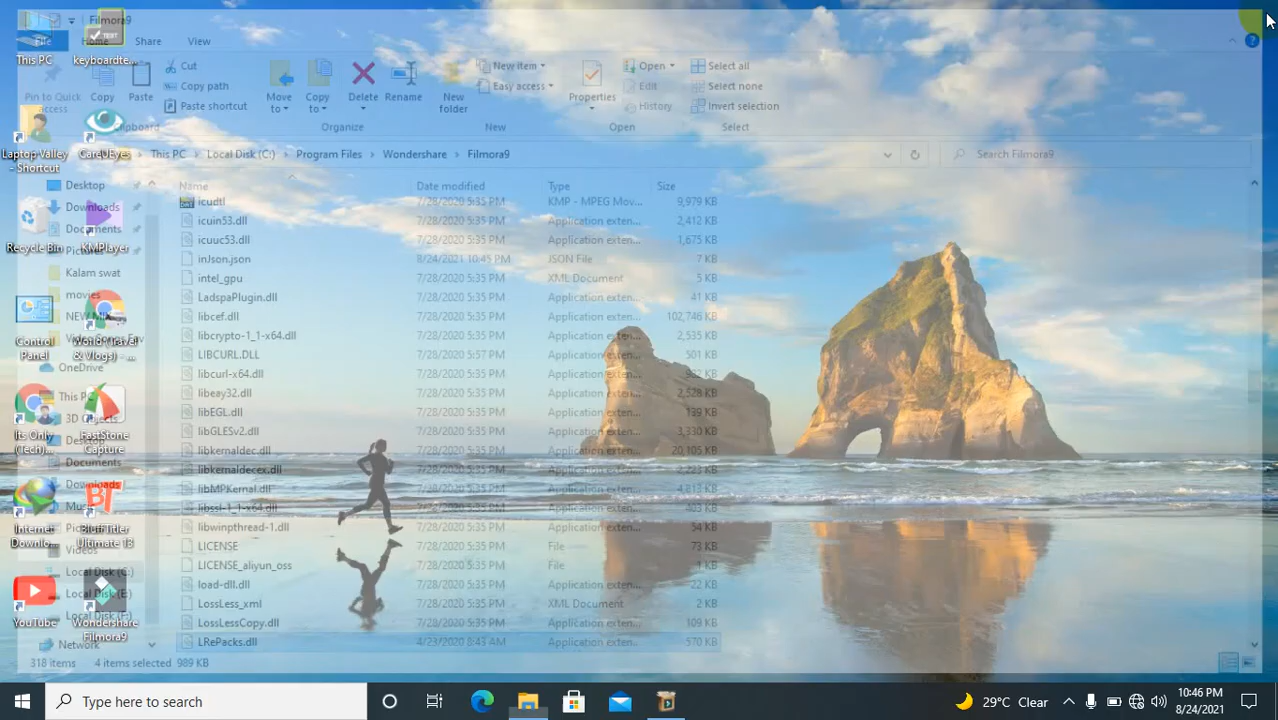 Filmora9
File Home Share View
This PC
keyboardte...
Pin to Quick access
Copy
Paste
Cut
Copy path
Paste shortcut
Clipboard
Move to
Copy to
Delete
Rename
Organize
New folder
New item
Easy access
New
Properties
Open
Edit
History
Open
Select all
Select none
Invert selection
Select
Laptop Valley - Shortcut
CareUEyes
This PC > Local Disk (C:) > Program Files > Wondershare > Filmora9
Search Filmora9
Name Date modified Type Size
icudtl 7/28/2020 5:35 PM KMP - MPEG Mov... 9,979 KB
icuin53.dll 7/28/2020 5:35 PM Application exten... 2,412 KB
icuuc53.dll 7/28/2020 5:35 PM Application exten... 1,675 KB
inJson.json 8/24/2021 10:45 PM JSON File 7 KB
intel_gpu 7/28/2020 5:35 PM XML Document 5 KB
LadspaPlugin.dll 7/28/2020 5:35 PM Application exten... 41 KB
libcef.dll 7/28/2020 5:35 PM Application exten... 102,746 KB
libcrypto-1_1-x64.dll 7/28/2020 5:35 PM Application exten... 2,535 KB
LIBCURL.DLL 7/28/2020 5:57 PM Application exten... 501 KB
libcurl-x64.dll 7/28/2020 5:35 PM Application exten... KB
libeay32.dll 7/28/2020 5:35 PM Application exten... 2,528 KB
libEGL.dll 7/28/2020 5:35 PM Application exten... 139 KB
libGLESv2.dll 7/28/2020 5:35 PM Application exten... 3,330 KB
libkernaldec.dll 7/28/2020 5:35 PM Application exten... 20,105 KB
libkernaldecex.dll 7/28/2020 5:35 PM Application exten... 2,223 KB
libMPKernal.dll 7/28/2020 5:35 PM Application exten... 4,813 KB
libssl-1_1-x64.dll 7/28/2020 5:35 PM Application exten... 403 KB
libwinpthread-1.dll 7/28/2020 5:35 PM Application exten... 54 KB
LICENSE 7/28/2020 5:35 PM File 73 KB
LICENSE_aliyun_oss 7/28/2020 5:35 PM File 1 KB
load-dll.dll 7/28/2020 5:35 PM Application exten... 22 KB
LossLess_xml 7/28/2020 5:35 PM XML Document 2 KB
LossLessCopy.dll 7/28/2020 5:35 PM Application exten... 109 KB
LRePacks.dll 4/23/2020 8:43 AM Application exten... 570 KB
Desktop
Downloads
Documents
Pictures
Kalam swat
movies
OneDrive
This PC
3D Objects
Desktop
Documents
Downloads
Videos
Local Disk (C:)
Local Disk (E:)
Local Disk (F:)
Network
Recycle Bin
KMPlayer
Control Panel
World (Travel & Vlogs) - ...
Its Only (Tech)...
FastStone Capture
Internet Downlo...
BluffTitler Ultimate 13
YouTube
Wondershare Filmora9
318 items 4 items selected 989 KB
Type here to search
29°C Clear
10:46 PM
8/24/2021